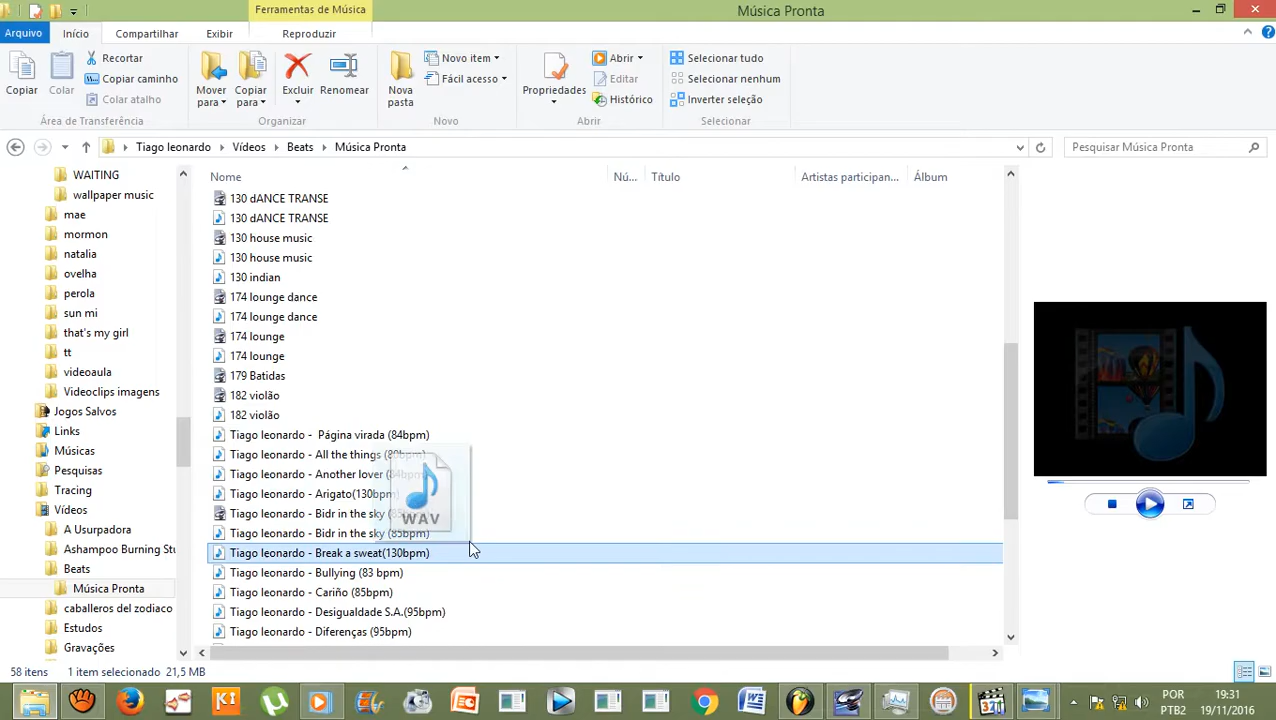 Ferramentas de Música
Música Pronta
Arquivo
Início
Compartilhar
Exibir
Reproduzir
Copiar
Colar
Recortar
Copiar caminho
Colar atalho
Área de Transferência
Mover para
Copiar para
Excluir
Renomear
Organizar
Nova pasta
Novo item
Fácil acesso
Novo
Propriedades
Abrir
Editar
Histórico
Abrir
Selecionar tudo
Selecionar nenhum
Inverter seleção
Selecionar
Tiago leonardo
Vídeos
Beats
Música Pronta
Pesquisar Música Pronta
WAITING
wallpaper music
mae
mormon
natalia
ovelha
perola
sun mi
that's my girl
tt
videoaula
Videoclips imagens
Jogos Salvos
Links
Músicas
Pesquisas
Tracing
Vídeos
A Usurpadora
Ashampoo Burning Stu
Beats
Música Pronta
caballeros del zodiaco
Estudos
Gravações
Nome
Nú...
Título
Artistas participan...
Álbum
130 dANCE TRANSE
130 dANCE TRANSE
130 house music
130 house music
130 indian
174 lounge dance
174 lounge dance
174 lounge
174 lounge
179 Batidas
182 violão
182 violão
Tiago leonardo - Página virada (84bpm)
Tiago leonardo - All the things (80bpm)
Tiago leonardo - Another lover (84bpm)
Tiago leonardo - Arigato(130bpm)
Tiago leonardo - Bidr in the sky (85bpm)
Tiago leonardo - Bidr in the sky (85bpm)
Tiago leonardo - Break a sweat(130bpm)
Tiago leonardo - Bullying (83 bpm)
Tiago leonardo - Cariño (85bpm)
Tiago leonardo - Desigualdade S.A.(95bpm)
Tiago leonardo - Diferenças (95bpm)
WAV
58 itens
1 item selecionado 21,5 MB
POR
PTB2
19:31
19/11/2016